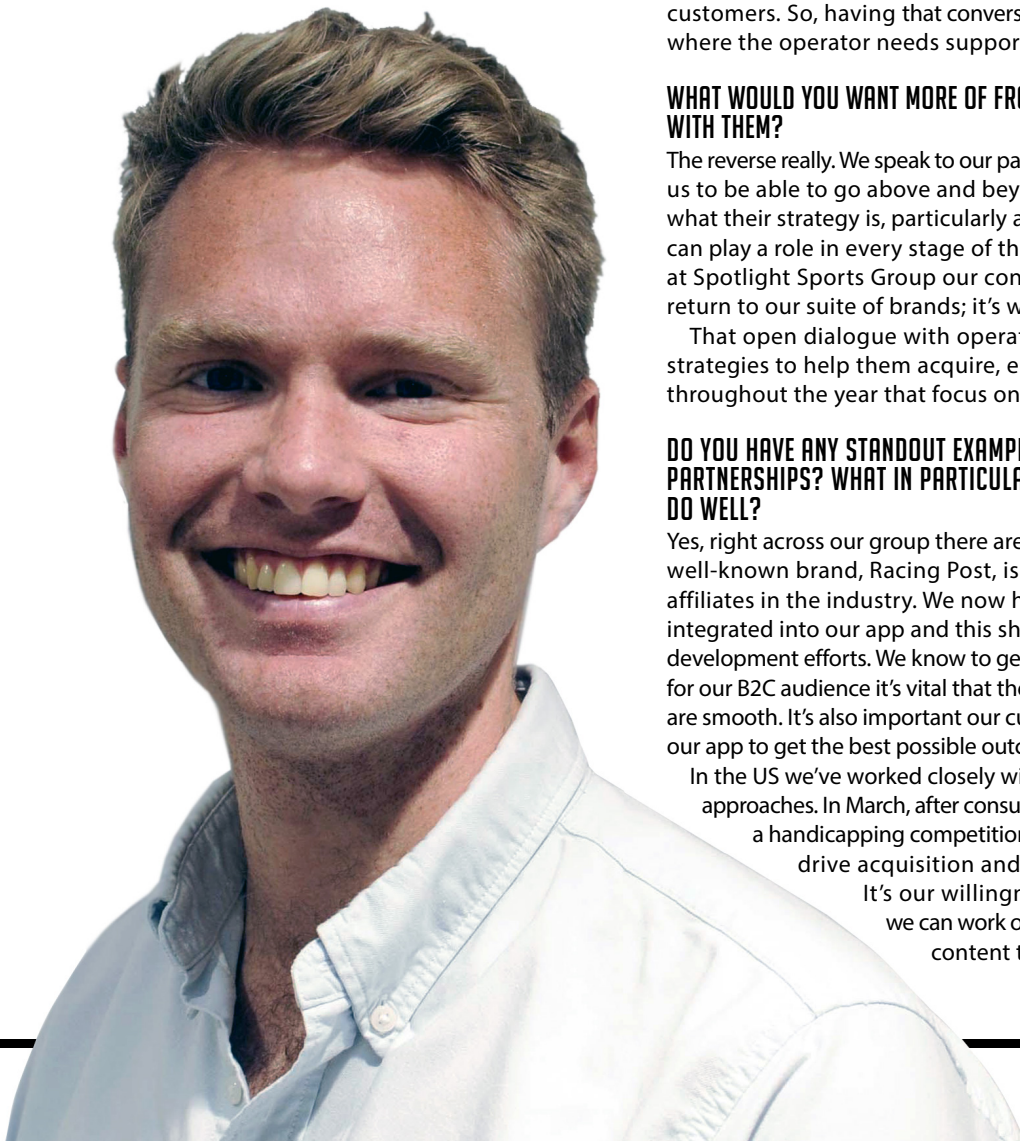 customers. So, having that convers
where the operator needs suppor
WHAT WOULD YOU WANT MORE OF FRO
WITH THEM?
The reverse really. We speak to our pa
us to be able to go above and bey
what their strategy is, particularly a
can play a role in every stage of th
at Spotlight Sports Group our con
return to our suite of brands; it's w
That open dialogue with operat
strategies to help them acquire, e
throughout the year that focus on
DO YOU HAVE ANY STANDOUT EXAMPL
PARTNERSHIPS? WHAT IN PARTICULA
DO WELL?
Yes, right across our group there are
well-known brand, Racing Post, is
affiliates in the industry. We now h
integrated into our app and this sh
development efforts. We know to ge
for our B2C audience it's vital that the
are smooth. It's also important our cu
our app to get the best possible outc
In the US we've worked closely wi
approaches. In March, after consu
a handicapping competition
drive acquisition and
It's our willingn
we can work o
content t